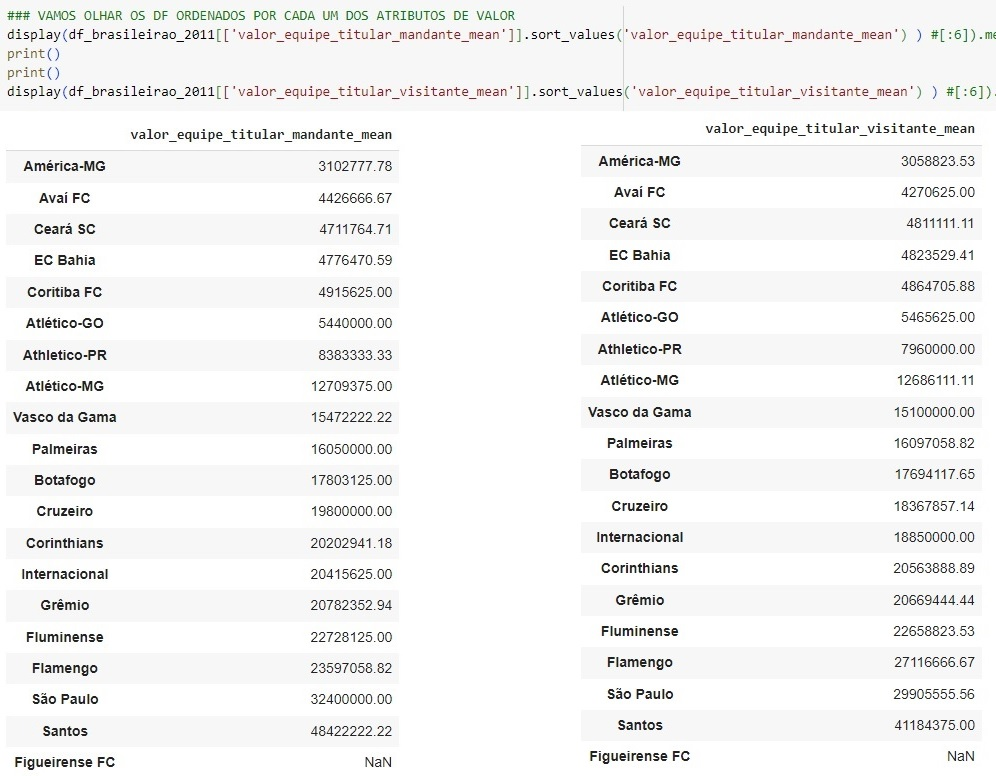 ### VAMOS OLHAR OS DF ORDENADOS POR CADA UM DOS ATRIBUTOS DE VALOR
display(df_brasileirao_2011[['valor_equipe_titular_mandante_mean']].sort_values('valor_equipe_titular_mandante_mean') ) #[:6]).me
print()
print()
display(df_brasileirao_2011[['valor_equipe_titular_visitante_mean']].sort_values('valor_equipe_titular_visitante_mean') ) #[:6]).
valor_equipe_titular_mandante_mean
América-MG 3102777.78
Avaí FC 4426666.67
Ceará SC 4711764.71
EC Bahia 4776470.59
Coritiba FC 4915625.00
Atlético-GO 5440000.00
Athletico-PR 8383333.33
Atlético-MG 12709375.00
Vasco da Gama 15472222.22
Palmeiras 16050000.00
Botafogo 17803125.00
Cruzeiro 19800000.00
Corinthians 20202941.18
Internacional 20415625.00
Grêmio 20782352.94
Fluminense 22728125.00
Flamengo 23597058.82
São Paulo 32400000.00
Santos 48422222.22
Figueirense FC NaN
valor_equipe_titular_visitante_mean
América-MG 3058823.53
Avaí FC 4270625.00
Ceará SC 4811111.11
EC Bahia 4823529.41
Coritiba FC 4864705.88
Atlético-GO 5465625.00
Athletico-PR 7960000.00
Atlético-MG 12686111.11
Vasco da Gama 15100000.00
Palmeiras 16097058.82
Botafogo 17694117.65
Cruzeiro 18367857.14
Internacional 18850000.00
Corinthians 20563888.89
Grêmio 20669444.44
Fluminense 22658823.53
Flamengo 27116666.67
São Paulo 29905555.56
Santos 41184375.00
Figueirense FC NaN